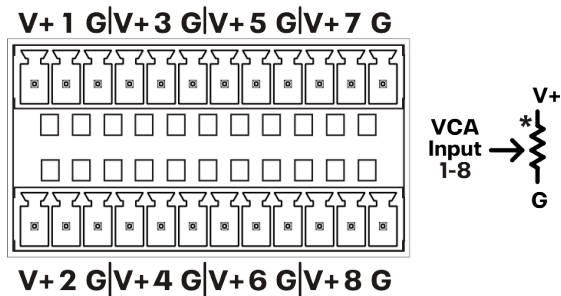 V+ 1 G|V+ 3 G|V+ 5 G|V+ 7 G
V+
*
VCA
Input
1-8
G
V+ 2 G|V+ 4 G|V+ 6 G|V+ 8 G